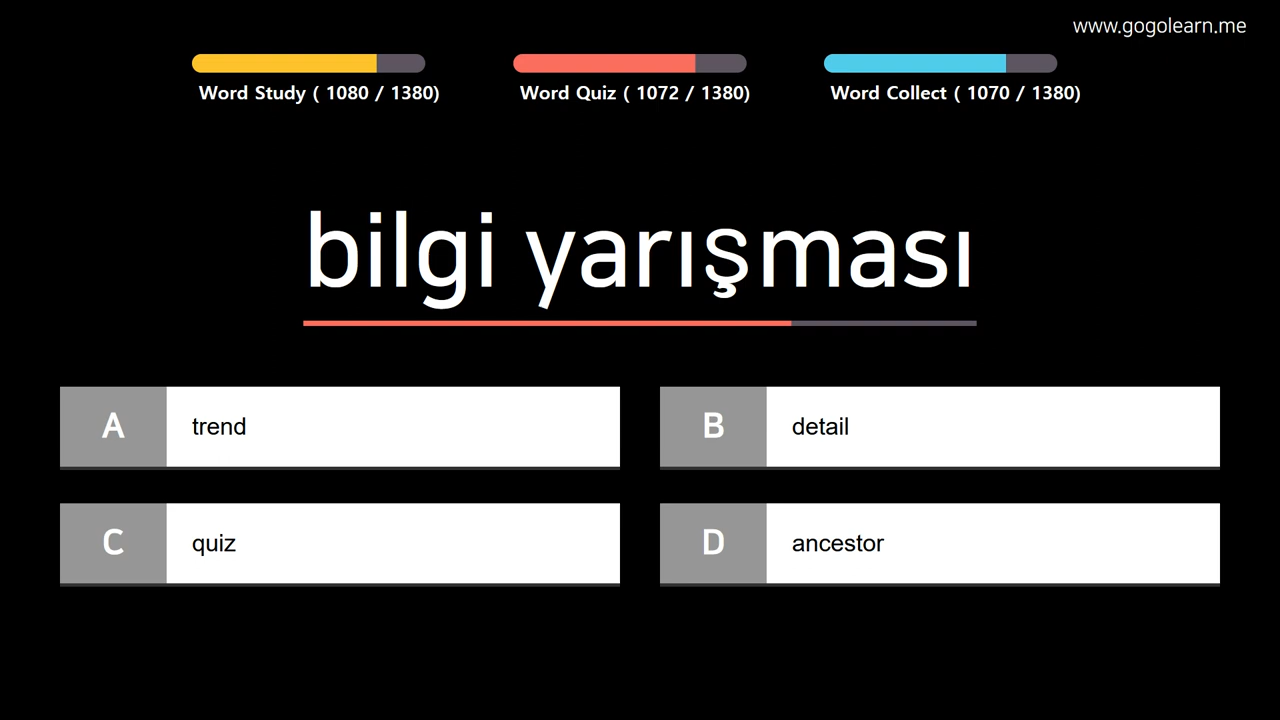 www.gogolearn.me
Word Study ( 1080 / 1380)
Word Quiz ( 1072 / 1380)
Word Collect ( 1070 / 1380)
bilgi yarışması
A
trend
B
detail
C
quiz
D
ancestor